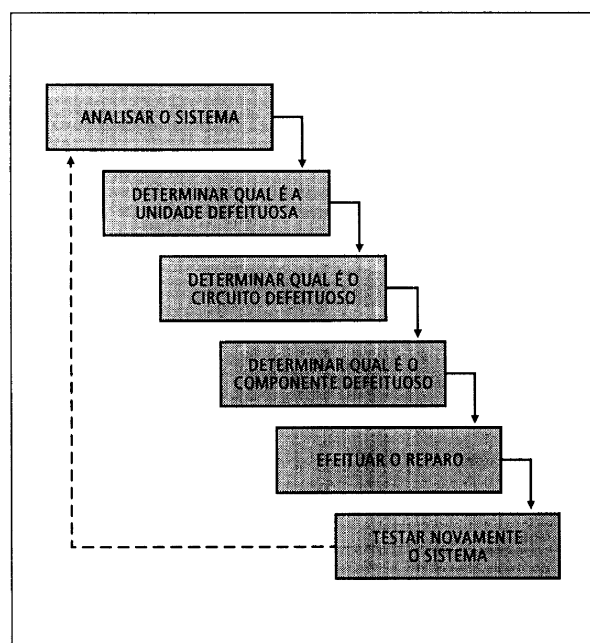 ANALISAR O SISTEMA
DETERMINAR QUAL É A
UNIDADE DEFEITUOSA
DETERMINAR QUAL É O
CIRCUITO DEFEITUOSO
DETERMINAR QUAL É O
COMPONENTE DEFEITUOSO
EFEITUAR O REPARO
TESTAR NOVAMENTE
O SISTEMA